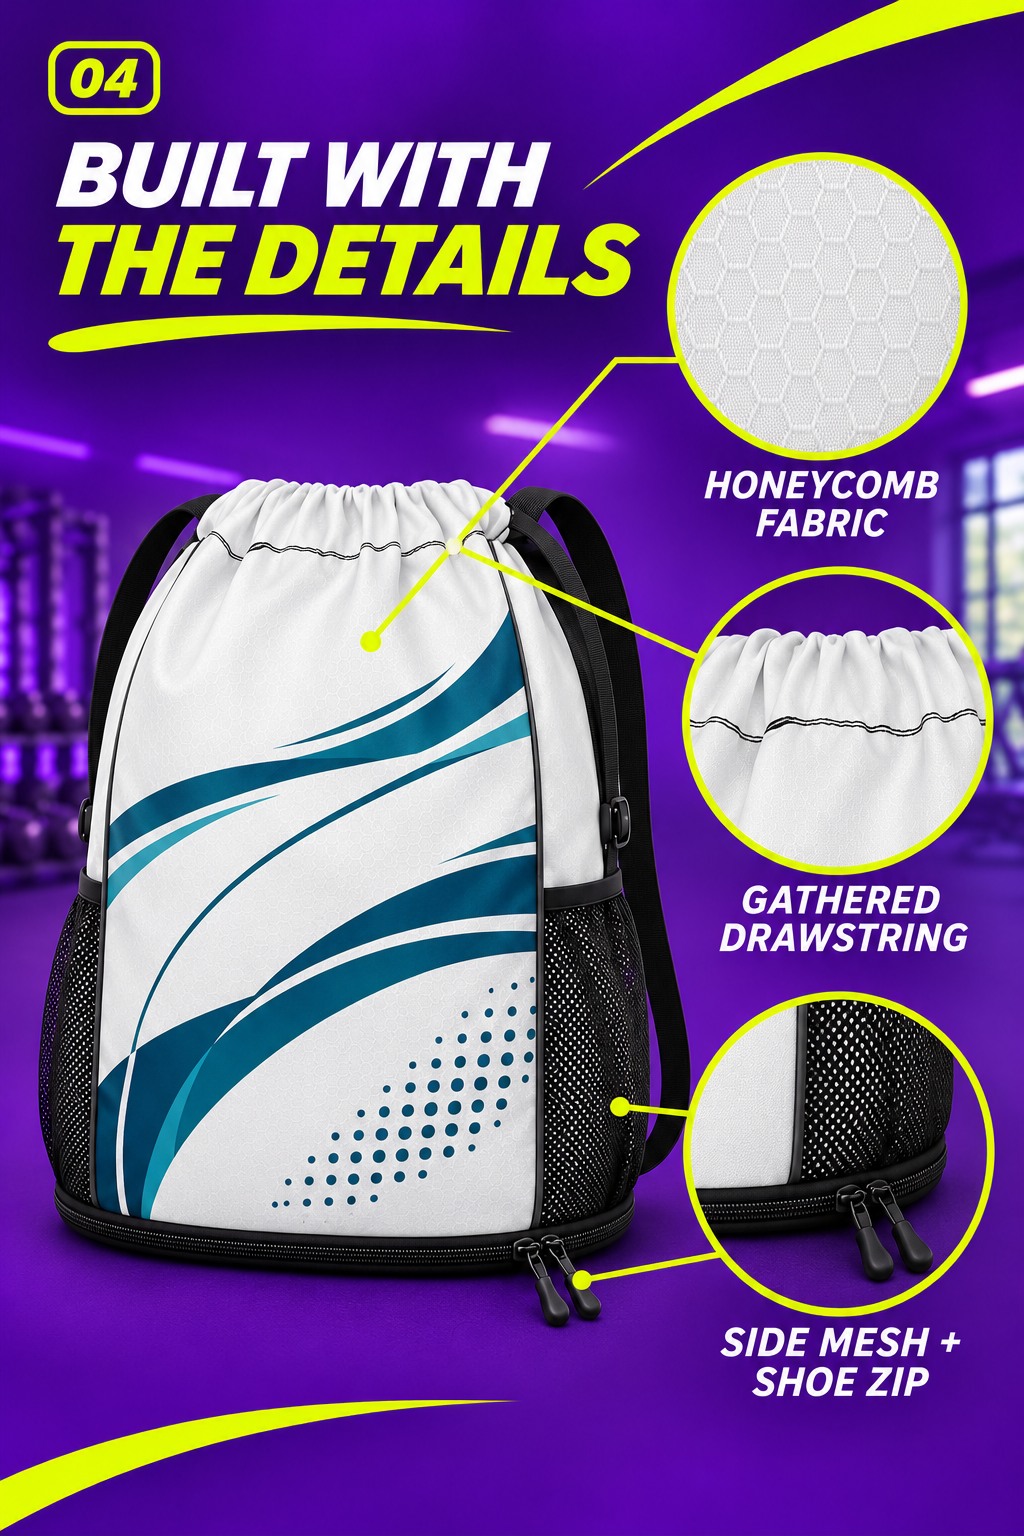 04
BUILT WITH
THE DETAILS
HONEYCOMB
FABRIC
GATHERED
DRAWSTRING
SIDE MESH +
SHOE ZIP